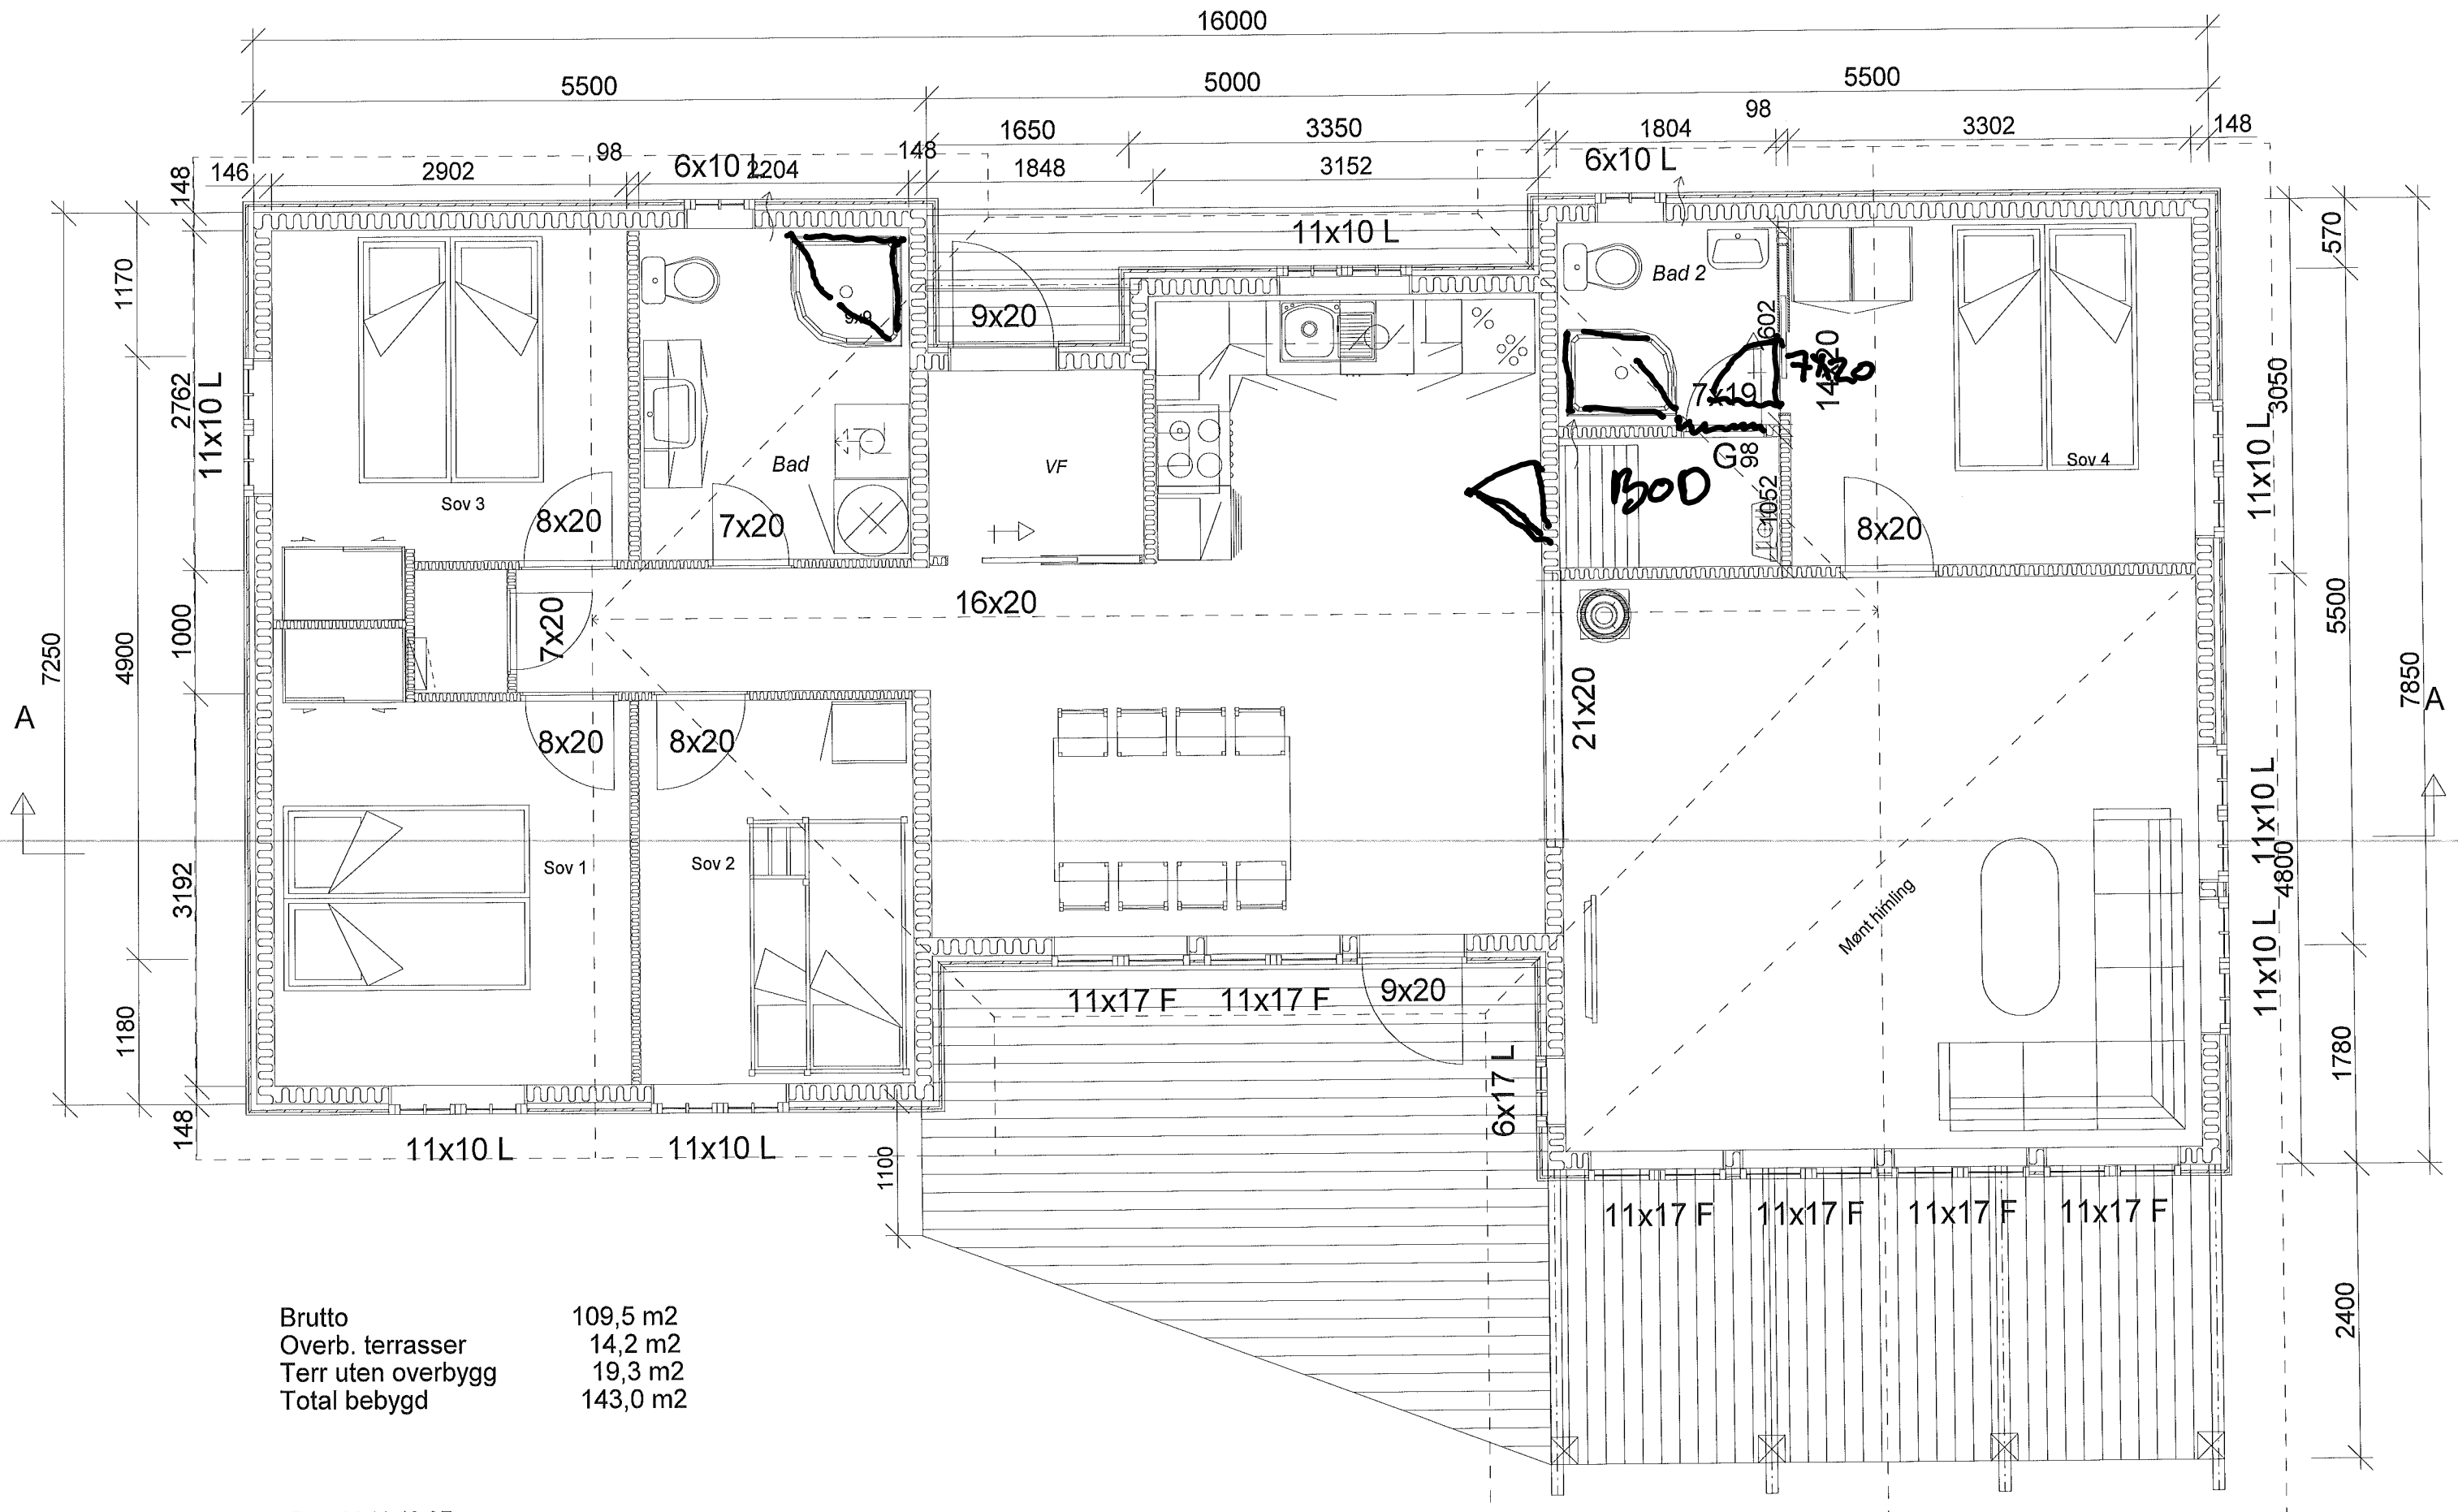 16000
5500 5000 5500
98
1650 3350 1804 3302 148
98 148
146 2902 6x10 L 2204 1848 3152 6x10 L
148
570
11x10 L
1170
Bad 2
9x9 9x20
602
22762 11x10 L
7x20
1420
7x19
3050
11x10 L
Bad VF
G 98
Sov 4
BOD
1052
Sov 3
8x20 7x20 8x20
7250 4900 1000
7x20 16x20
5500
7850
A A
21x20
8x20 8x20
11x10 L
4800
3192
Sov 1 Sov 2
Mønt himling
11x10 L
11x17 F 11x17 F 9x20
1180
6x17 L
1780
148
11x10 L 11x10 L
1100
11x17 F 11x17 F 11x17 F 11x17 F
2400
Brutto 109,5 m2
Overb. terrasser 14,2 m2
Terr uten overbygg 19,3 m2
Total bebygd 143,0 m2